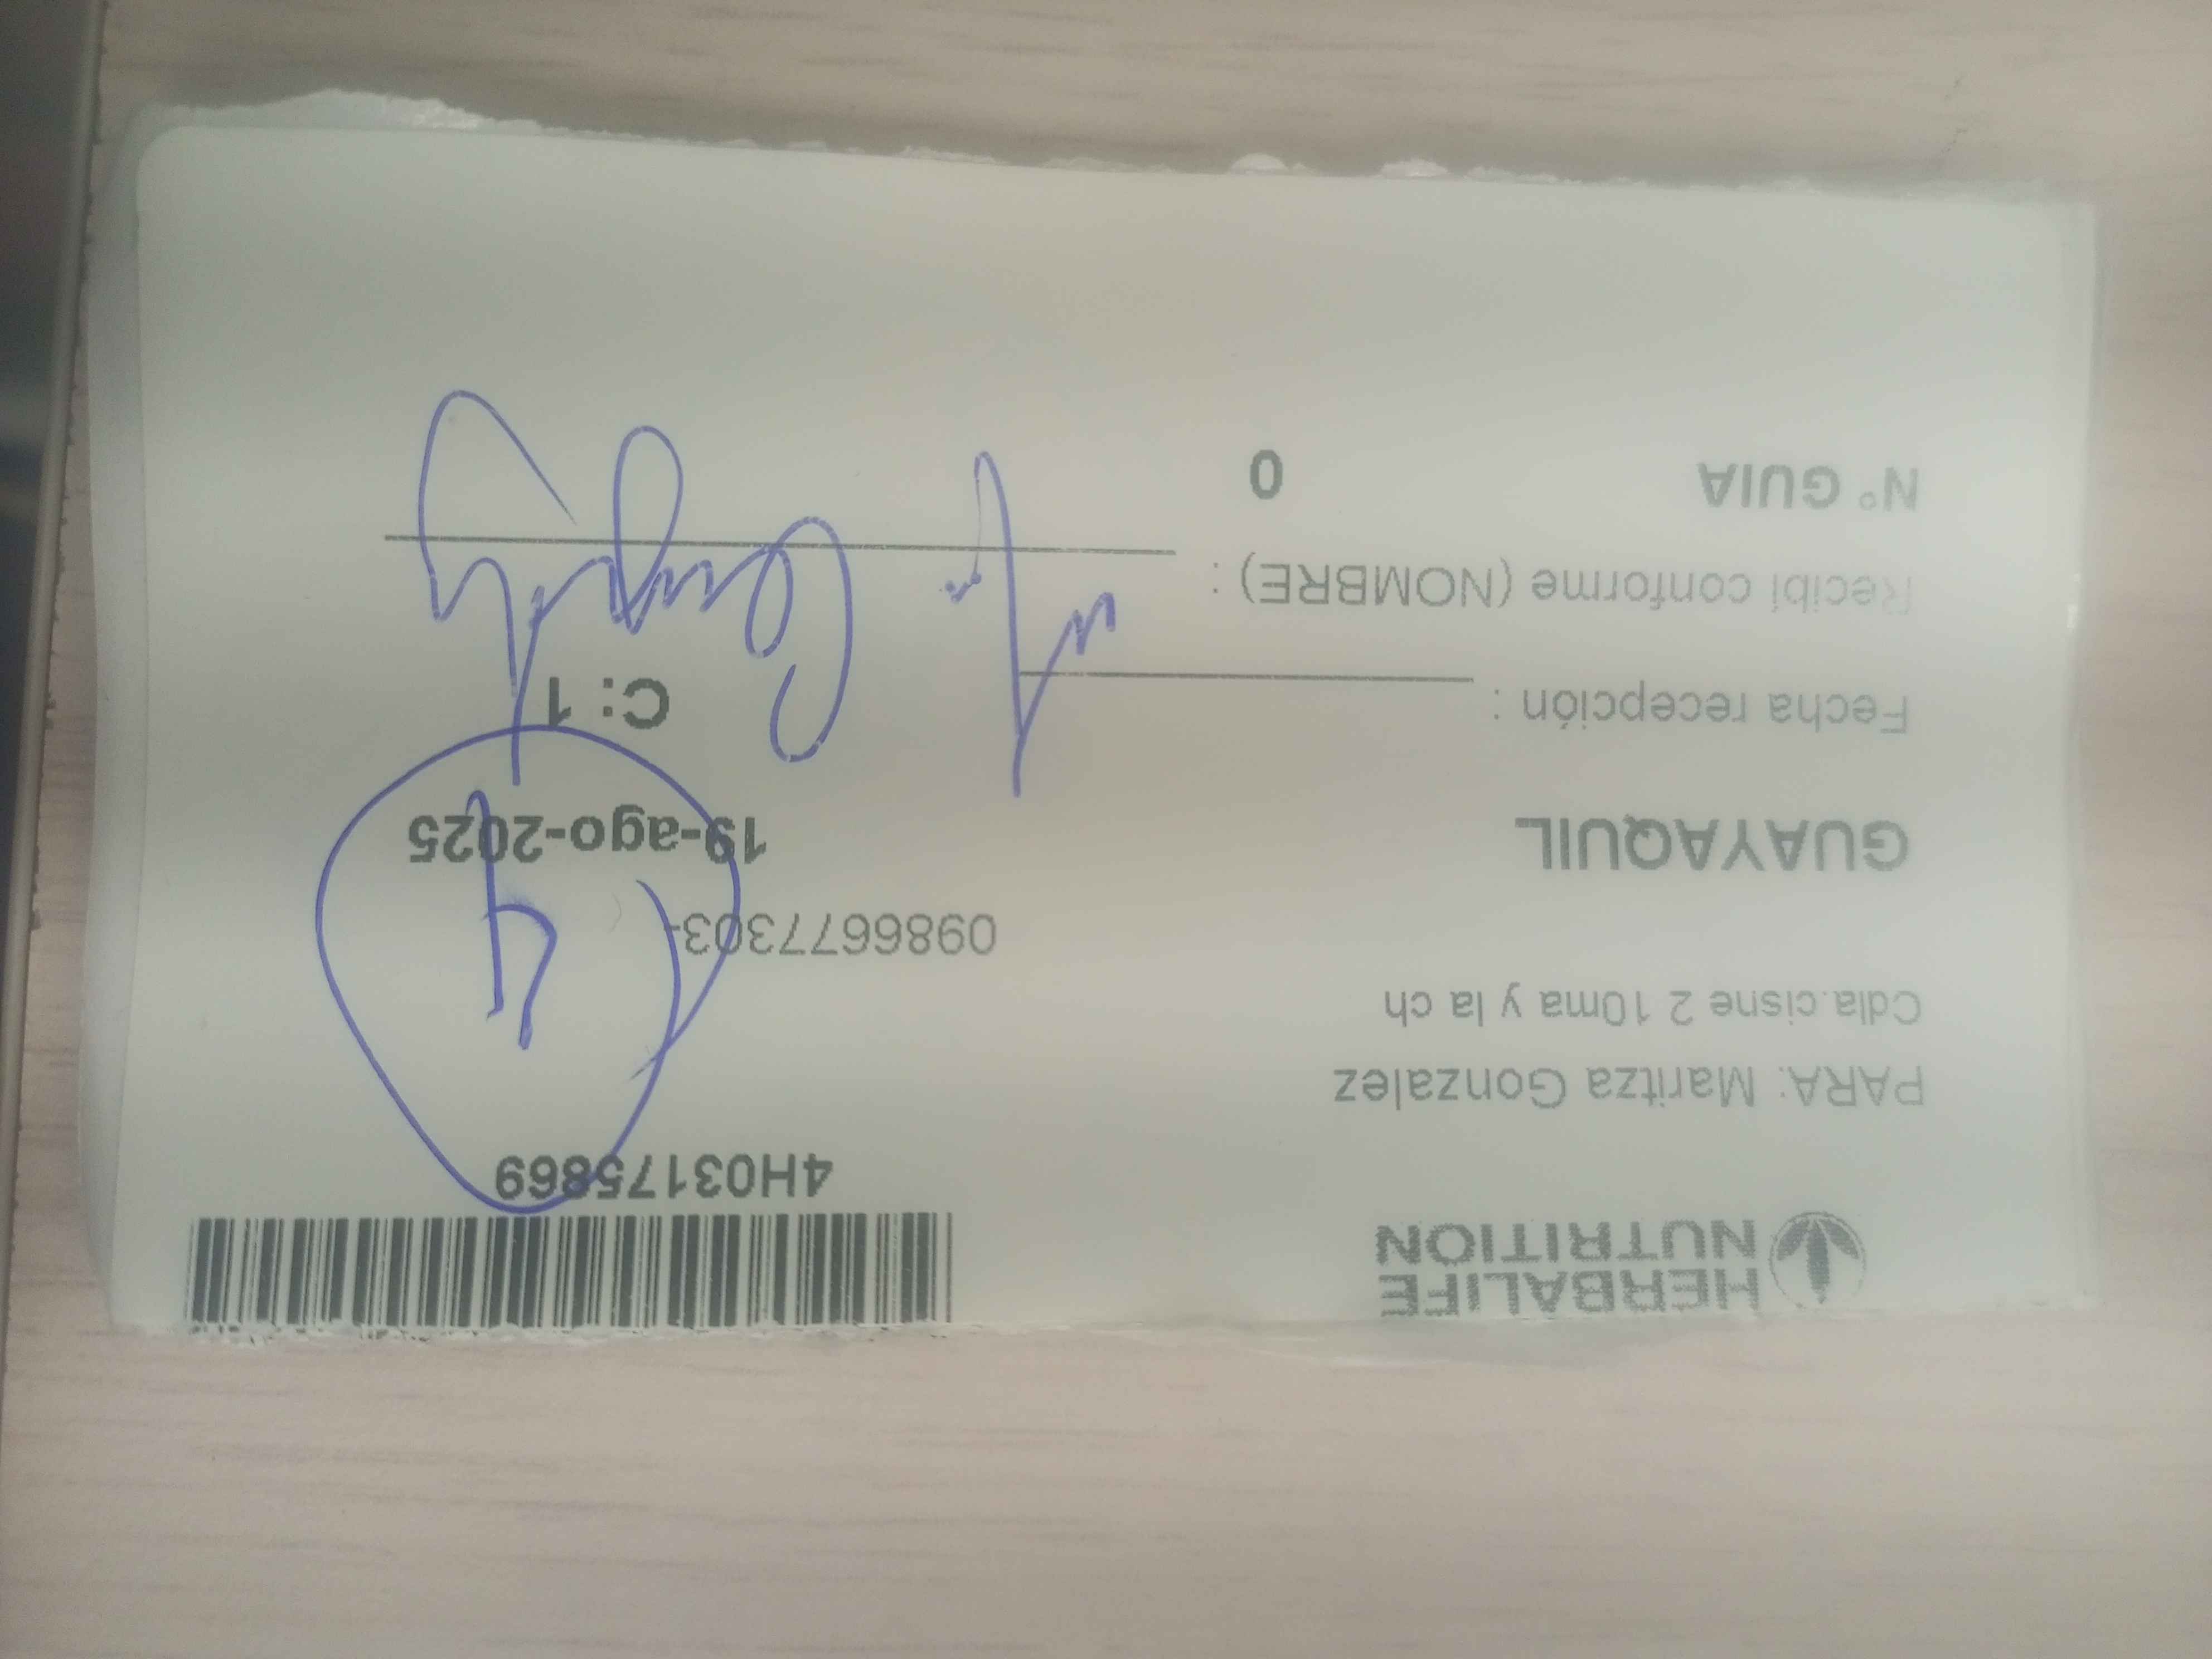 HERBALIFE
NUTRITION
4H03175869
PARA: Maritza Gonzalez
Cdla.cisne 2 10ma y la ch
0986677303-
GUAYAQUIL
19-ago-2025
Fecha recepción :
C: 1
Recibi conforme (NOMBRE) :
N° GUIA
0